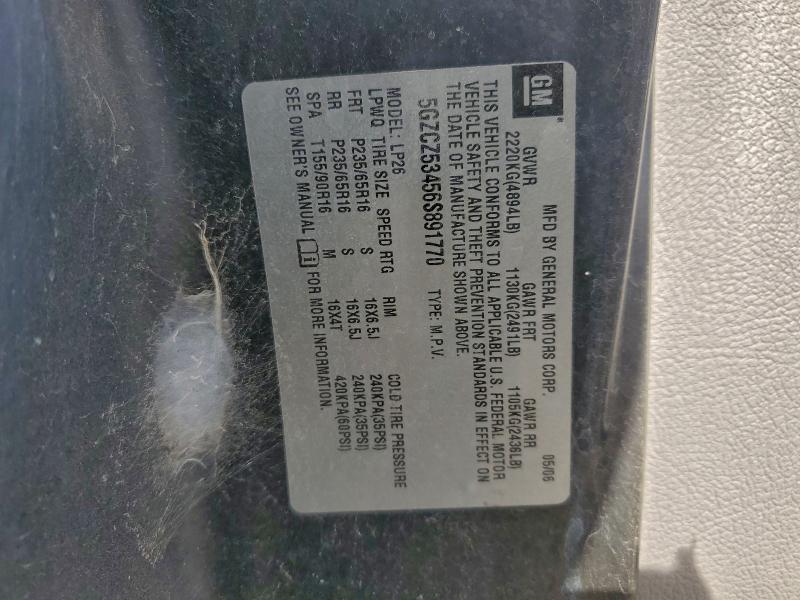 GM
MFD BY GENERAL MOTORS CORP. 05/06
GVWR GAWR FRT GAWR RR
2220KG(4894LB) 1130KG(2491LB) 1105KG(2436LB)
THIS VEHICLE CONFORMS TO ALL APPLICABLE U.S. FEDERAL MOTOR
VEHICLE SAFETY AND THEFT PREVENTION STANDARDS IN EFFECT ON
THE DATE OF MANUFACTURE SHOWN ABOVE.
5GZCZ53456S891770 TYPE: M.P.V.
MODEL: LP26
LPWQ TIRE SIZE SPEED RTG RIM COLD TIRE PRESSURE
FRT P235/65R16 S 16X6.5J 240KPA(35PSI)
RR P235/65R16 S 16X6.5J 240KPA(35PSI)
SPA T155/90R16 M 16X4T 420KPA(60PSI)
SEE OWNER'S MANUAL i FOR MORE INFORMATION.